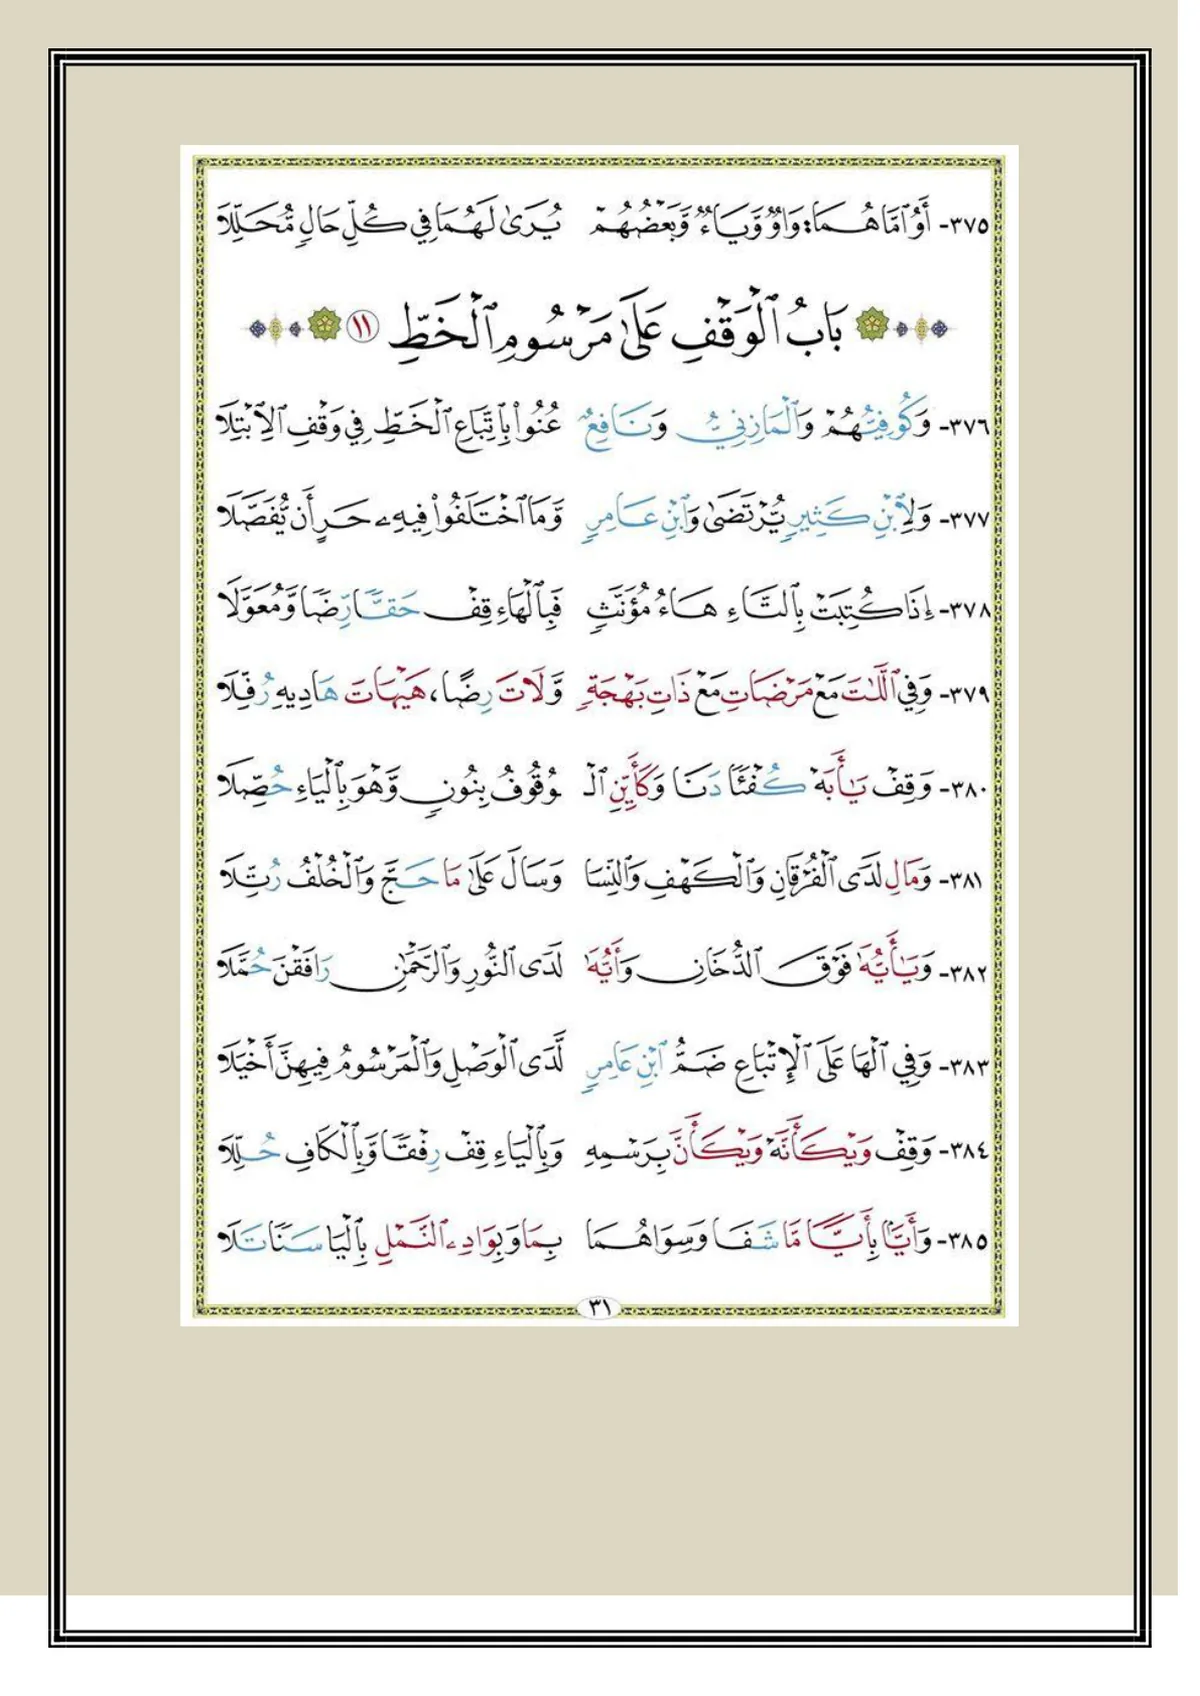 ٣٧٥- أَوُ امَّاهُمَا: وَاوٌ وَيَاءٌ وَبَعْضُهُمْ يُرَىٰ لَهُمَا فِي كُلِّ حَالٍ مُّحَلِّلَا
بَابُ الْوَقْفِ عَلَىٰ مَرْسُومِ الْخَطِّ ١١
٣٧٦- وَكُوفِيُّهُمْ وَالْمَازِنِيُّ وَنَافِعٌ عُنُوا بِاتِّبَاعِ الْخَطِّ فِي وَقْفِ الِابْتِلَا
٣٧٧- وَلِابْنِ كَثِيرٍ يُرْتَضَىٰ وَابْنِ عَامِرٍ وَمَا اخْتَلَفُوا فِيهِ حَرٍ أَن يُّفَصَّلَا
٣٧٨- إِذَا كُتِبَتْ بِالتَّاءِ هَاءُ مُؤَنَّثٍ فَبِالْهَاءِ قِفْ حَقًّا رِّضًا وَّمُعَوَّلَا
٣٧٩- وَفِي اللَّاتَ مَعْ مَرْضَاتِ مَعْ ذَاتِ بَهْجَةٍ وَّلَاتَ رِضًا، هَيْهَاتَ هَادِيهِ رُفِّلَا
٣٨٠- وَقِفْ يَا أَبَهْ كُفْئًا دَنَا وَكَأَيِّنِ الْـ ـوُقُوفُ بِنُونٍ وَّهْوَ بِالْيَاءِ حُصِّلَا
٣٨١- وَمَالِ لَدَى الْفُرْقَانِ وَالْكَهْفِ وَالنِّسَا وَسَالَ عَلَىٰ مَا حَجَّ وَالْخُلْفُ رُتِّلَا
٣٨٢- وَيَا أَيُّهَا فَوْقَ الدُّخَانِ وَأَيُّهَا لَدَى النُّورِ وَالرَّحْمَٰنِ رَافَقْنَ حُمَّلَا
٣٨٣- وَفِي الْهَا عَلَى الْإِتْبَاعِ ضَمُّ ابْنِ عَامِرٍ لَّدَى الْوَصْلِ وَالْمَرْسُومُ فِيهِنَّ أَخْيَلَا
٣٨٤- وَقِفْ وَيْكَأَنَّهْ وَيْكَأَنَّ بِرَسْمِهِ وَبِالْيَاءِ قِفْ رِفْقًا وَّبِالْكَافِ حُلِّلَا
٣٨٥- وَأَيًّا بِأَيًّا مَّا شَفَا وَسِوَاهُمَا بِمَا وَبِوَادِ النَّمْلِ بِالْيَا سَنًا تَلَا
٣١